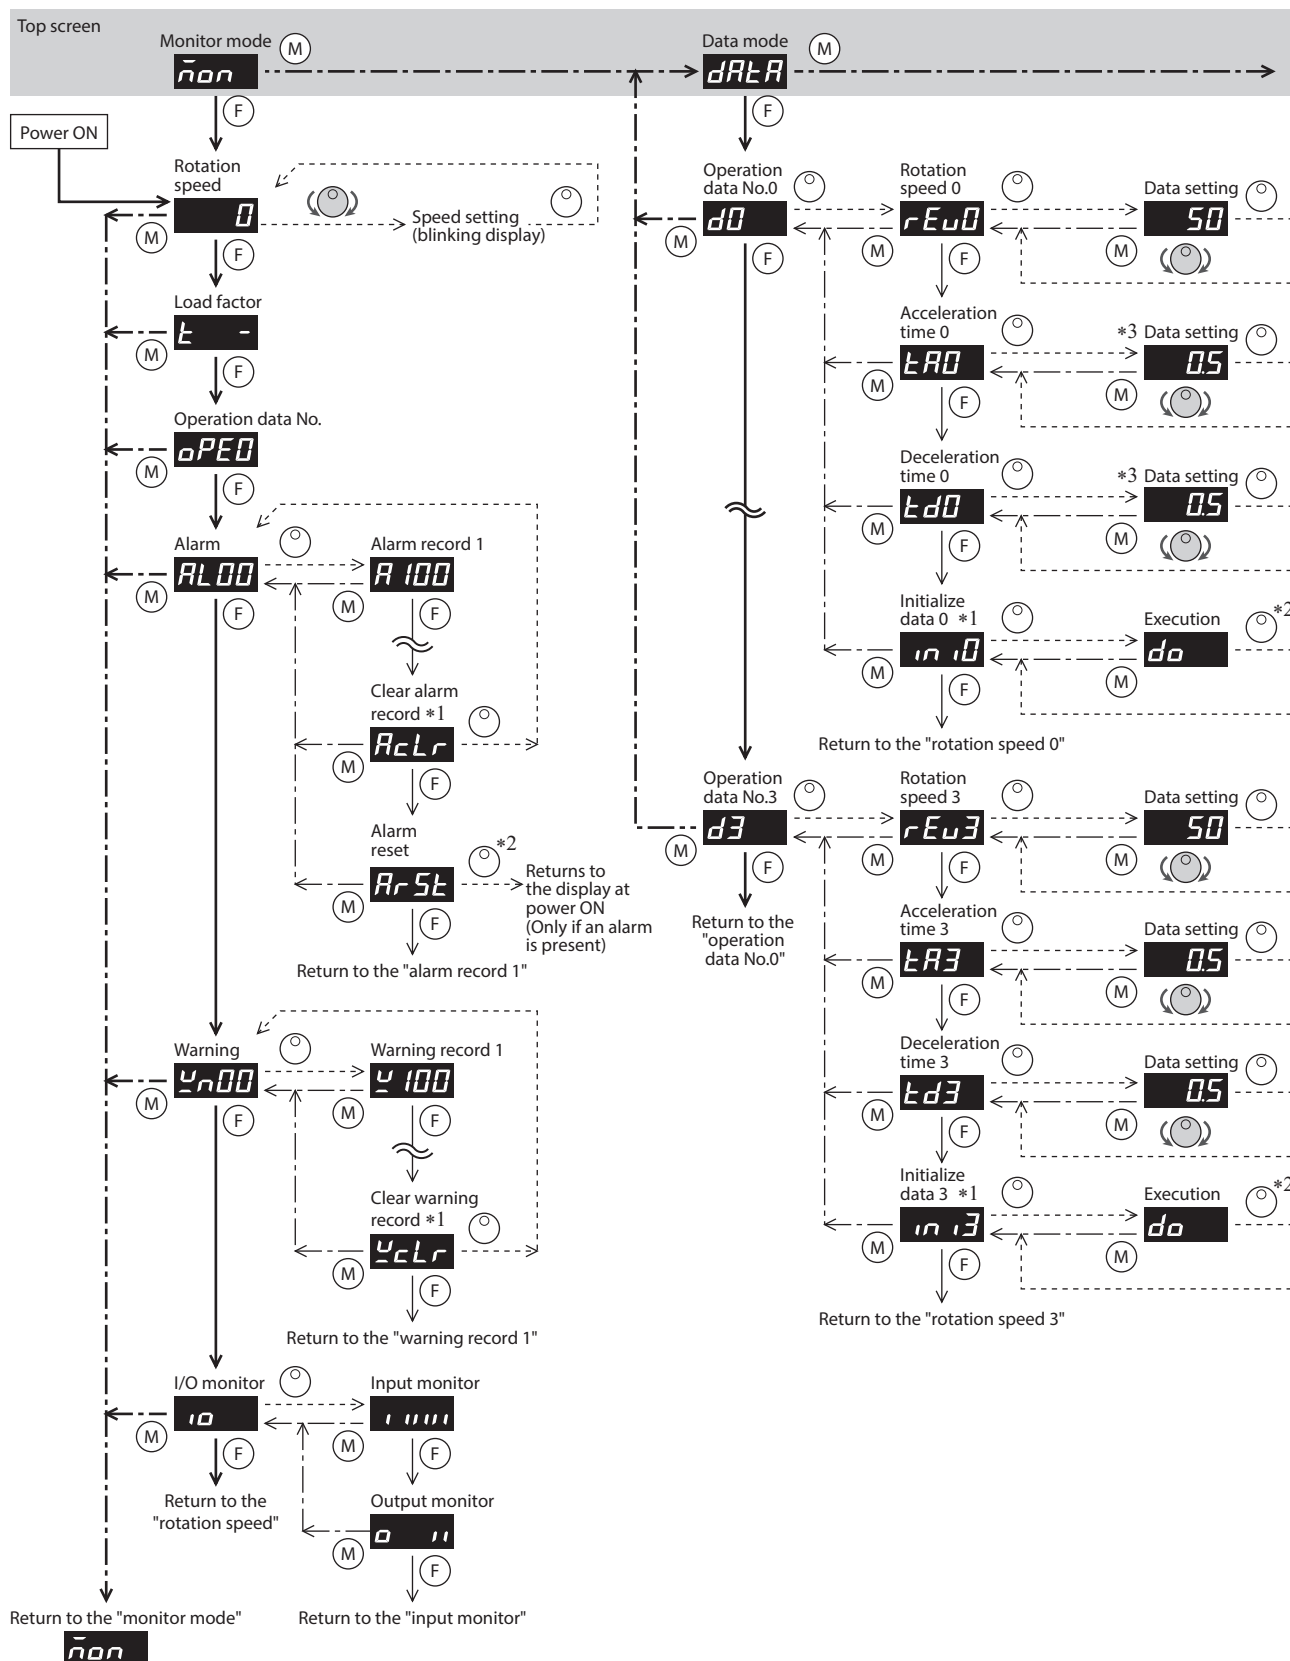 Top screen
Monitor mode
M
Data mode
M
non
dAtA
F
F
Power ON
Rotation
speed
0
M
F
Speed setting
(blinking display)
Load factor
t -
M
F
Operation data No.
oPE0
M
F
Alarm
AL00
M
F
Alarm record 1
A 100
M
F
Clear alarm
record *1
AcLr
M
F
Alarm
reset
*2
ArSt
M
F
Returns to
the display at
power ON
(Only if an alarm
is present)
Return to the "alarm record 1"
Warning
Wn00
M
F
Warning record 1
W 100
M
F
Clear warning
record *1
WcLr
M
F
Return to the "warning record 1"
I/O monitor
io
M
F
Return to the
"rotation speed"
Input monitor
M
F
Output monitor
M
F
Return to the "input monitor"
Return to the "monitor mode"
non
Operation
data No.0
d0
M
F
Rotation
speed 0
rEv0
M
F
Data setting
50
M
Acceleration
time 0
tA0
M
F
*3 Data setting
0.5
M
Deceleration
time 0
td0
M
F
*3 Data setting
0.5
M
Initialize
data 0 *1
ini0
M
F
Execution
*2
do
M
Return to the "rotation speed 0"
Operation
data No.3
d3
M
F
Return to the
"operation
data No.0"
Rotation
speed 3
rEv3
M
F
Data setting
50
M
Acceleration
time 3
tA3
M
F
Data setting
0.5
M
Deceleration
time 3
td3
M
F
Data setting
0.5
M
Initialize
data 3 *1
ini3
M
F
Execution
*2
do
M
Return to the "rotation speed 3"